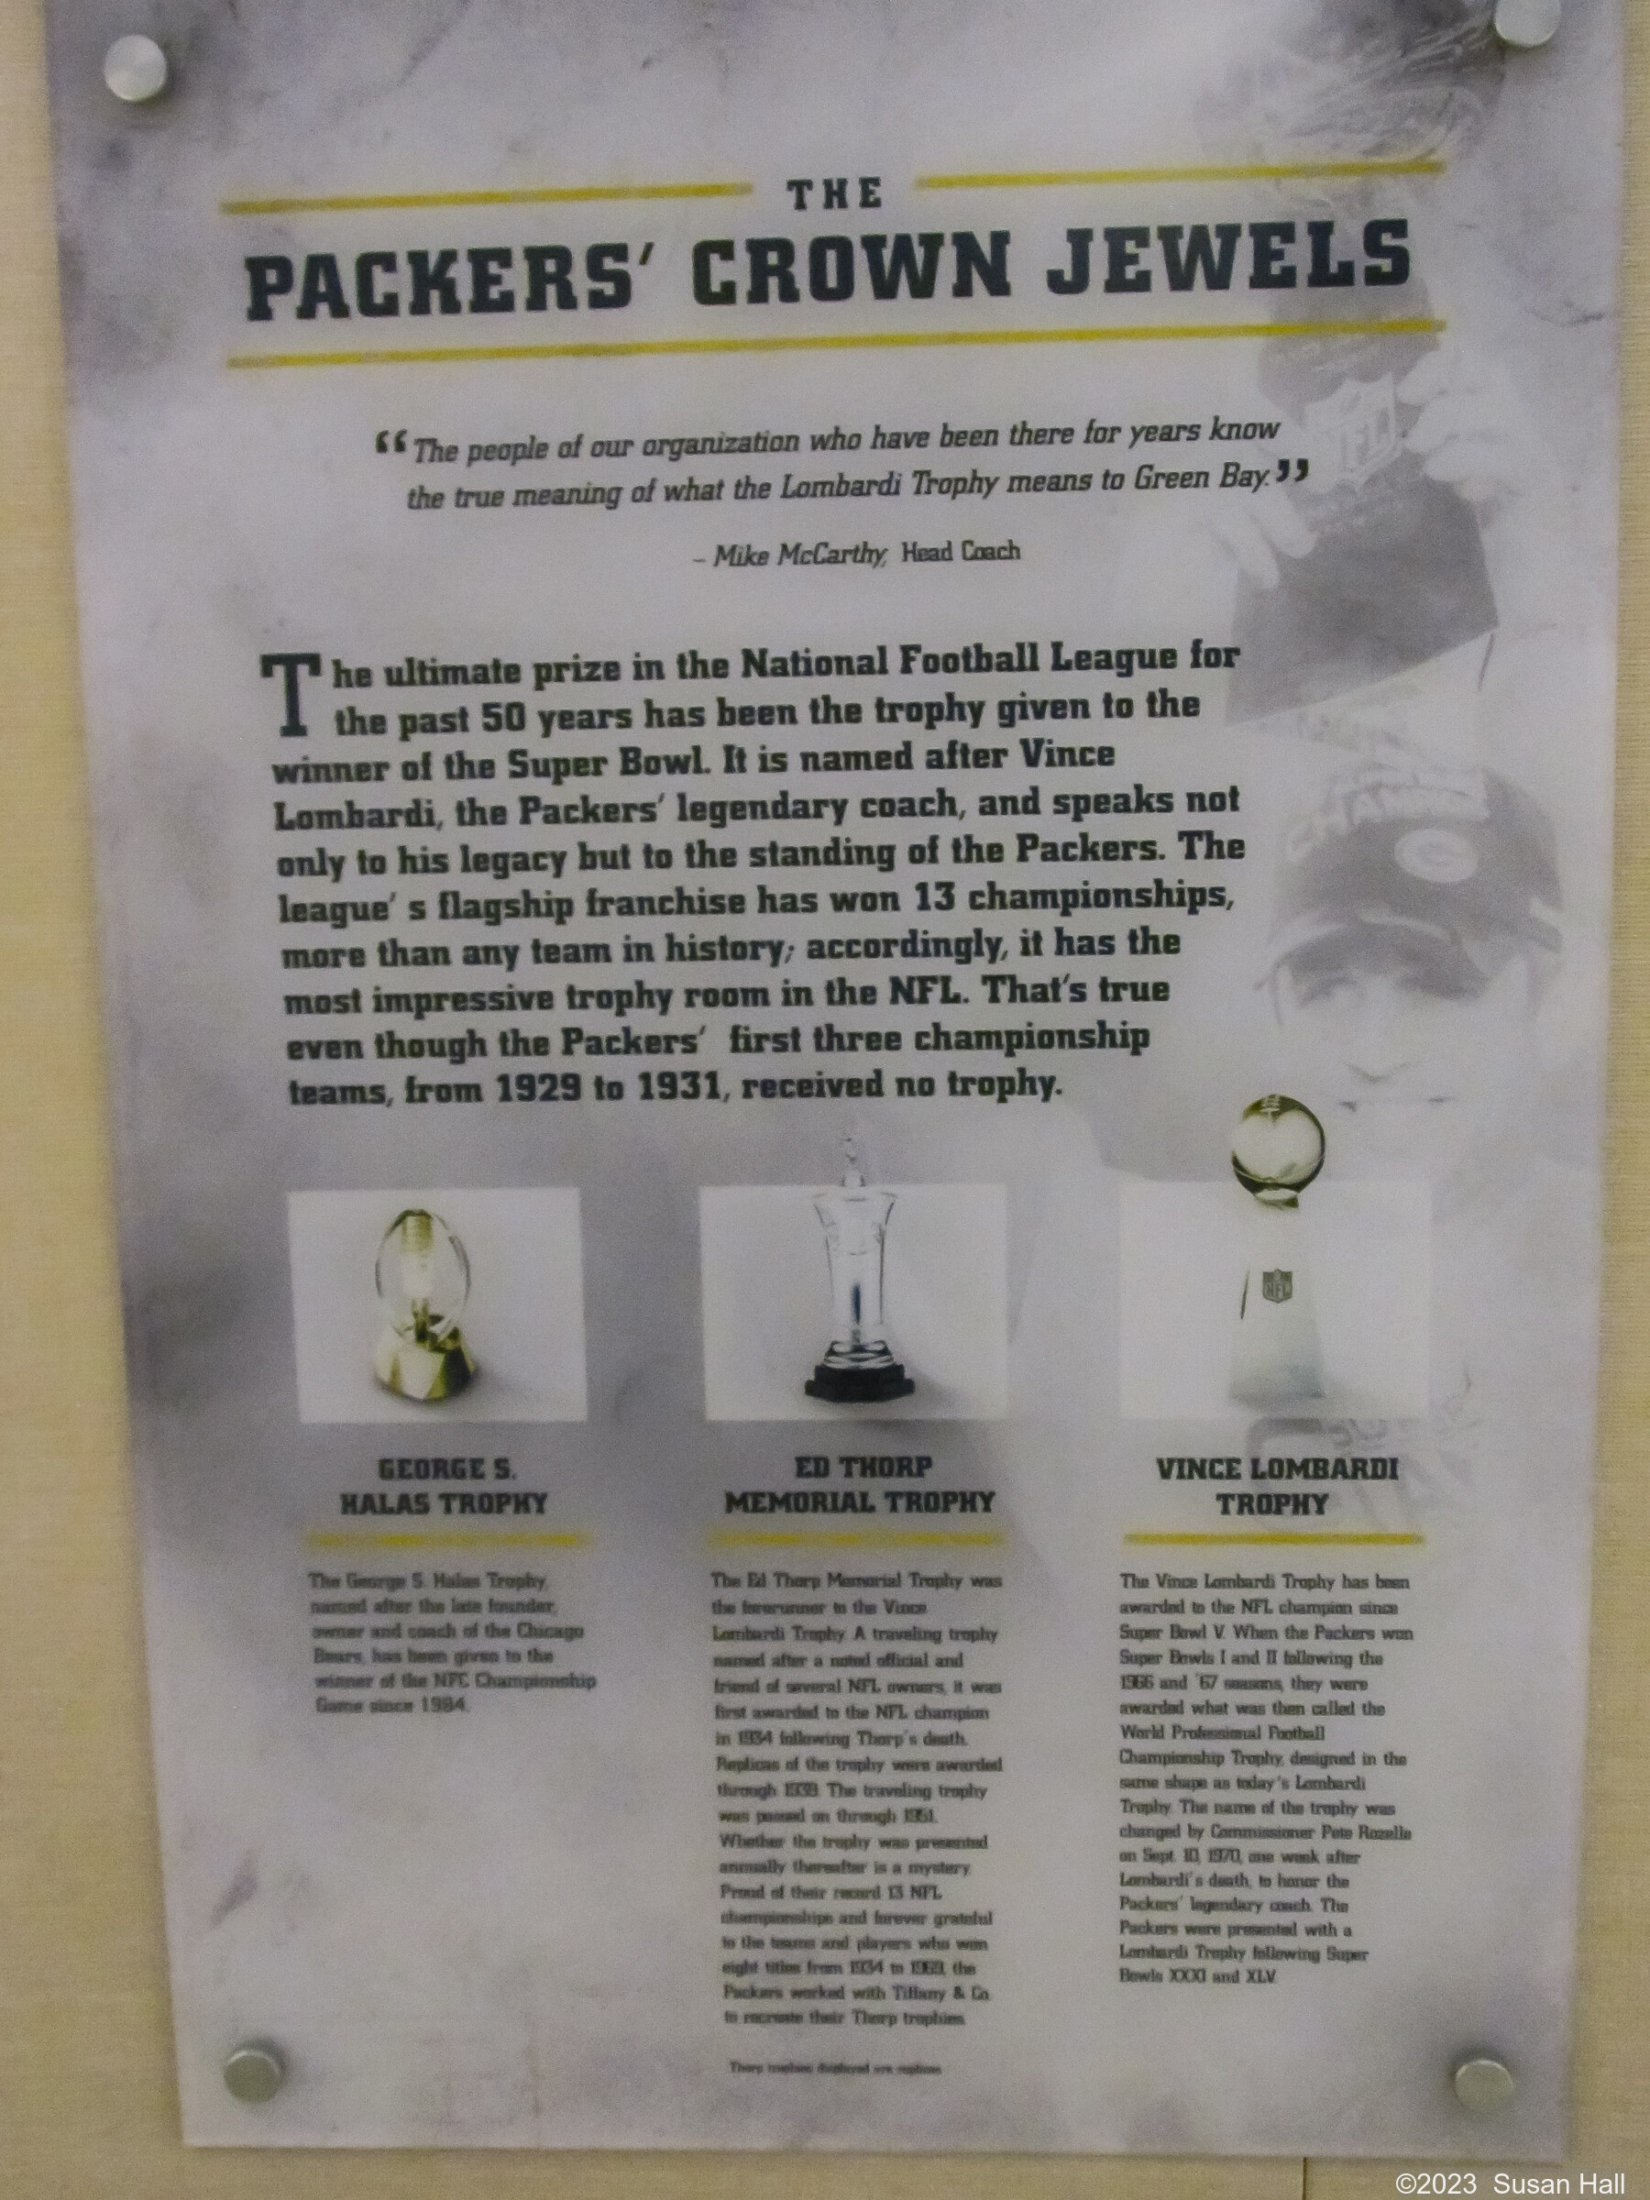 THE
PACKERS' CROWN JEWELS
“The people of our organization who have been there for years know
the true meaning of what the Lombardi Trophy means to Green Bay.”
– Mike McCarthy, Head Coach
The ultimate prize in the National Football League for
the past 50 years has been the trophy given to the
winner of the Super Bowl. It is named after Vince
Lombardi, the Packers' legendary coach, and speaks not
only to his legacy but to the standing of the Packers. The
league' s flagship franchise has won 13 championships,
more than any team in history; accordingly, it has the
most impressive trophy room in the NFL. That's true
even though the Packers' first three championship
teams, from 1929 to 1931, received no trophy.
NFL
GEORGE S.
HALAS TROPHY
The George S. Halas Trophy,
named after the late founder,
owner and coach of the Chicago
Bears, has been given to the
winner of the NFC Championship
Game since 1984.
ED THORP
MEMORIAL TROPHY
The Ed Thorp Memorial Trophy was
the forerunner to the Vince
Lombardi Trophy. A traveling trophy
named after a noted official and
friend of several NFL owners, it was
first awarded to the NFL champion
in 1934 following Thorp's death.
Replicas of the trophy were awarded
through 1938. The traveling trophy
was passed on through 1951.
Whether the trophy was presented
annually thereafter is a mystery.
Proud of their record 13 NFL
championships and forever grateful
to the teams and players who won
eight titles from 1934 to 1969, the
Packers worked with Tiffany & Co.
to recreate their Thorp trophies.
Thorp trophies displayed are replicas
VINCE LOMBARDI
TROPHY
The Vince Lombardi Trophy has been
awarded to the NFL champion since
Super Bowl V. When the Packers won
Super Bowls I and II following the
1966 and '67 seasons, they were
awarded what was then called the
World Professional Football
Championship Trophy, designed in the
same shape as today's Lombardi
Trophy. The name of the trophy was
changed by Commissioner Pete Rozelle
on Sept. 10, 1970, one week after
Lombardi's death, to honor the
Packers' legendary coach. The
Packers were presented with a
Lombardi Trophy following Super
Bowls XXXI and XLV.
©2023 Susan Hall